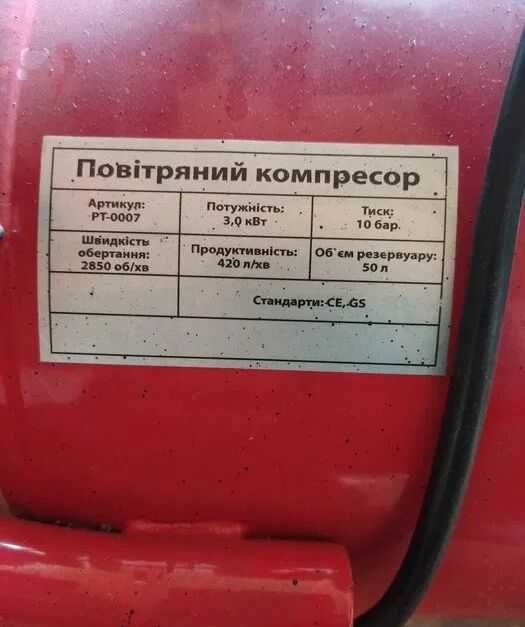 Повітряний компресор
Артикул:
PT-0007
Потужність:
3,0 кВт
Тиск:
10 бар.
Швидкість
обертання:
2850 об/хв
Продуктивність:
420 л/хв
Об`єм резервуару:
50 л
Стандарти: CE, GS